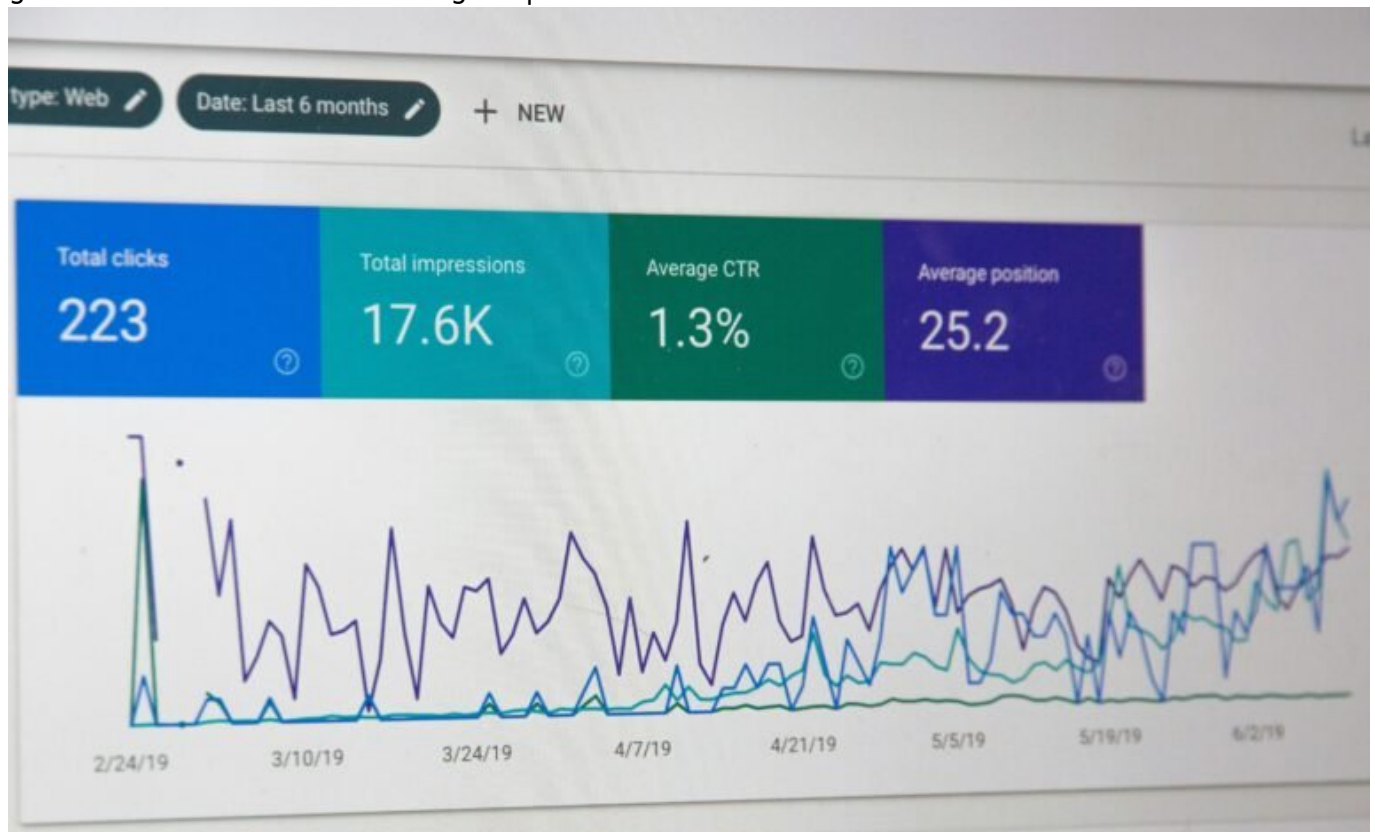 type: Web
Date: Last 6 months
+ NEW
Total clicks
223
Total impressions
17.6K
Average CTR
1.3%
Average position
25.2
2/24/19
3/10/19
3/24/19
4/7/19
4/21/19
5/5/19
5/19/19
6/2/19